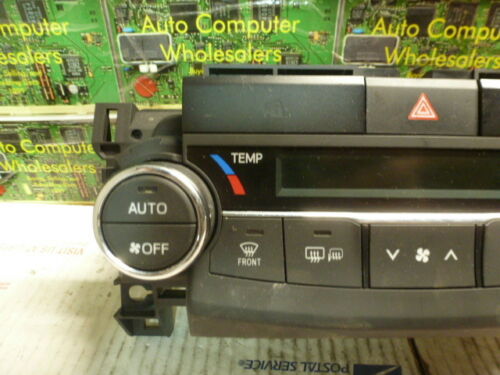 Auto Computer
Wholesalers
Auto Computer
Wholesalers
Auto Computer
Wholesalers
TEMP
AUTO
OFF
FRONT
POSTAL SERVICE